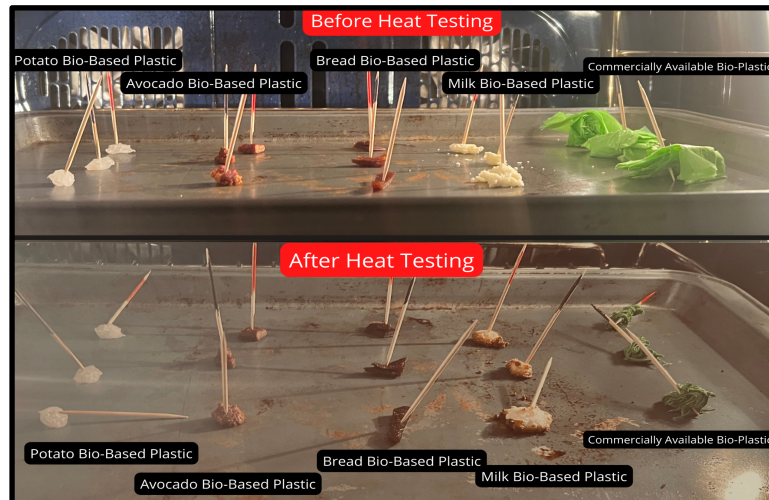 Before Heat Testing
Potato Bio-Based Plastic
Bread Bio-Based Plastic
Commercially Available Bio-Plastic
Avocado Bio-Based Plastic
Milk Bio-Based Plastic
After Heat Testing
Commercially Available Bio-Plastic
Potato Bio-Based Plastic
Bread Bio-Based Plastic
Milk Bio-Based Plastic
Avocado Bio-Based Plastic